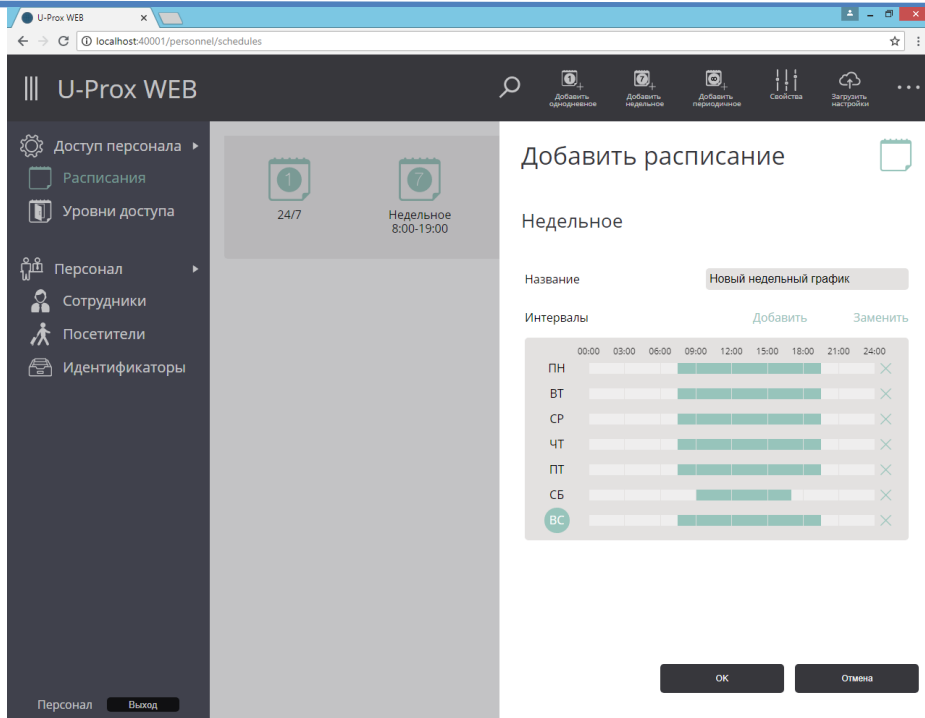 U-Prox WEB
localhost:40001/personnel/schedules
U-Prox WEB
Добавить
однодневное
Добавить
недельное
Добавить
периодичное
Свойства
Загрузить
настройки
Доступ персонала
Расписания
Уровни доступа
Персонал
Сотрудники
Посетители
Идентификаторы
Персонал
Выход
1
24/7
7
Недельное
8:00-19:00
Добавить расписание
Недельное
Название
Новый недельный график
Интервалы
Добавить
Заменить
00:00 03:00 06:00 09:00 12:00 15:00 18:00 21:00 24:00
ПН
ВТ
СР
ЧТ
ПТ
СБ
ВС
OK
Отмена